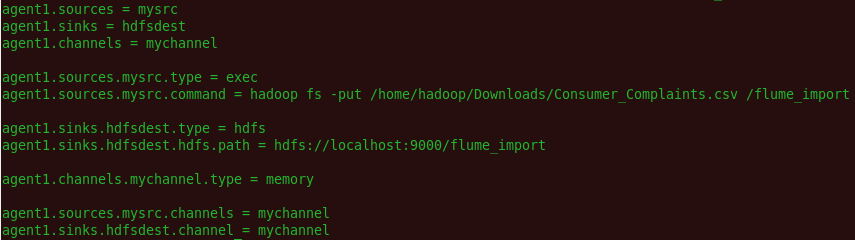 agent1.sources = mysrc
agent1.sinks = hdfsdest
agent1.channels = mychannel
agent1.sources.mysrc.type = exec
agent1.sources.mysrc.command = hadoop fs -put /home/hadoop/Downloads/Consumer_Complaints.csv /flume_import
agent1.sinks.hdfsdest.type = hdfs
agent1.sinks.hdfsdest.hdfs.path = hdfs://localhost:9000/flume_import
agent1.channels.mychannel.type = memory
agent1.sources.mysrc.channels = mychannel
agent1.sinks.hdfsdest.channel = mychannel